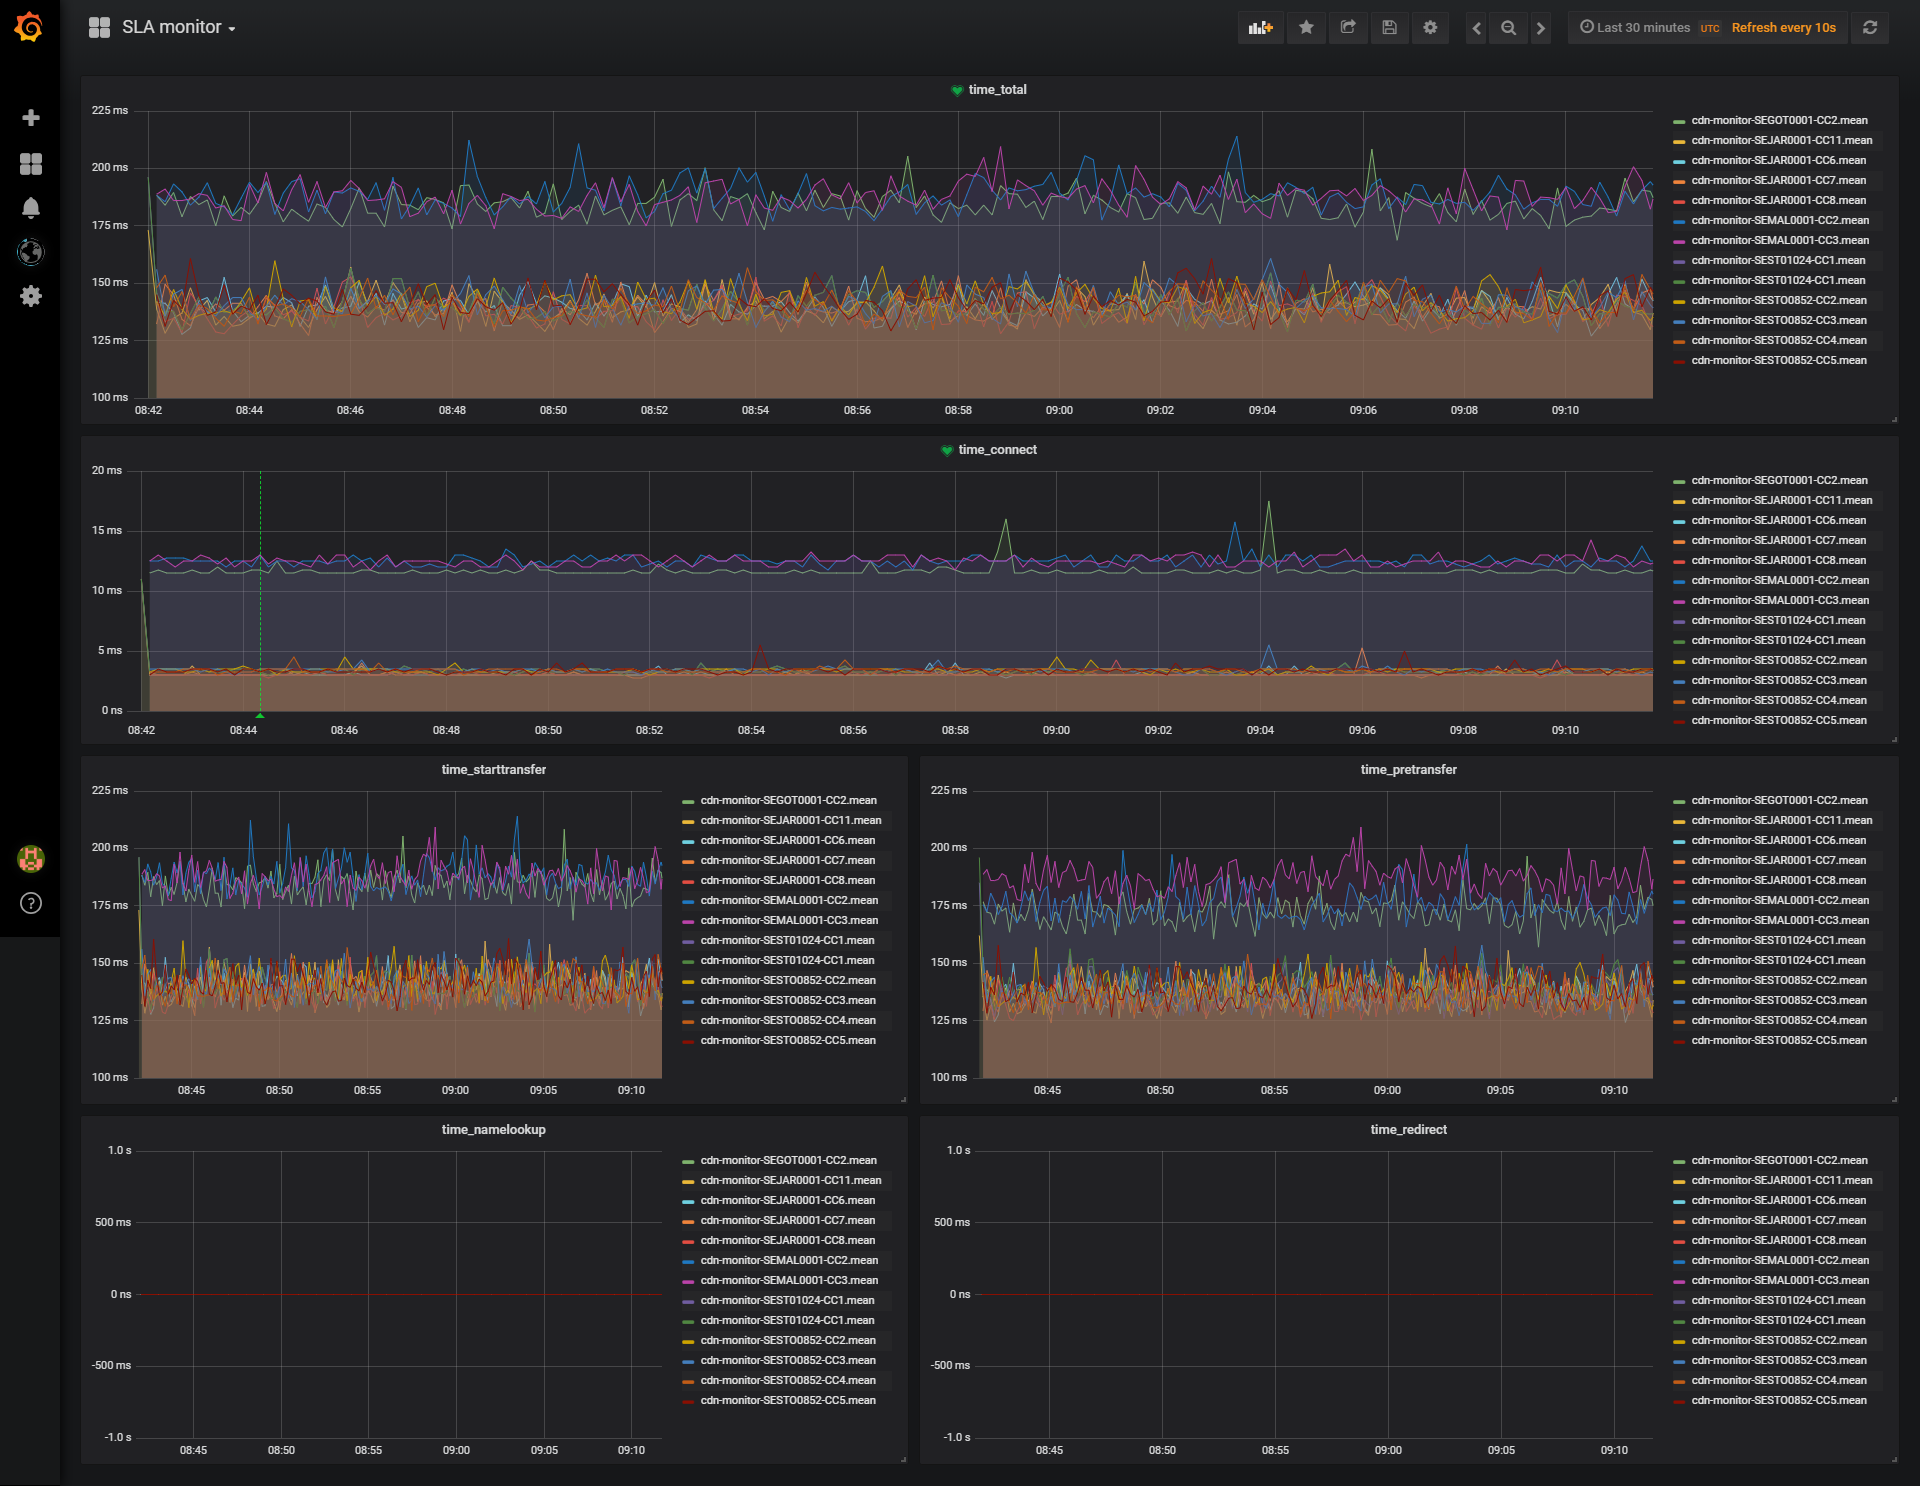 SLA monitor
Last 30 minutes UTC Refresh every 10s
time_total
225 ms
200 ms
175 ms
150 ms
125 ms
100 ms
08:42 08:44 08:46 08:48 08:50 08:52 08:54 08:56 08:58 09:00 09:02 09:04 09:06 09:08 09:10
cdn-monitor-SEGOT0001-CC2.mean
cdn-monitor-SEJAR0001-CC11.mean
cdn-monitor-SEJAR0001-CC6.mean
cdn-monitor-SEJAR0001-CC7.mean
cdn-monitor-SEJAR0001-CC8.mean
cdn-monitor-SEMAL0001-CC2.mean
cdn-monitor-SEMAL0001-CC3.mean
cdn-monitor-SEST01024-CC1.mean
cdn-monitor-SEST01024-CC1.mean
cdn-monitor-SESTO0852-CC2.mean
cdn-monitor-SESTO0852-CC3.mean
cdn-monitor-SESTO0852-CC4.mean
cdn-monitor-SESTO0852-CC5.mean
time_connect
20 ms
15 ms
10 ms
5 ms
0 ns
08:42 08:44 08:46 08:48 08:50 08:52 08:54 08:56 08:58 09:00 09:02 09:04 09:06 09:08 09:10
cdn-monitor-SEGOT0001-CC2.mean
cdn-monitor-SEJAR0001-CC11.mean
cdn-monitor-SEJAR0001-CC6.mean
cdn-monitor-SEJAR0001-CC7.mean
cdn-monitor-SEJAR0001-CC8.mean
cdn-monitor-SEMAL0001-CC2.mean
cdn-monitor-SEMAL0001-CC3.mean
cdn-monitor-SEST01024-CC1.mean
cdn-monitor-SEST01024-CC1.mean
cdn-monitor-SESTO0852-CC2.mean
cdn-monitor-SESTO0852-CC3.mean
cdn-monitor-SESTO0852-CC4.mean
cdn-monitor-SESTO0852-CC5.mean
time_starttransfer
225 ms
200 ms
175 ms
150 ms
125 ms
100 ms
08:45 08:50 08:55 09:00 09:05 09:10
cdn-monitor-SEGOT0001-CC2.mean
cdn-monitor-SEJAR0001-CC11.mean
cdn-monitor-SEJAR0001-CC6.mean
cdn-monitor-SEJAR0001-CC7.mean
cdn-monitor-SEJAR0001-CC8.mean
cdn-monitor-SEMAL0001-CC2.mean
cdn-monitor-SEMAL0001-CC3.mean
cdn-monitor-SEST01024-CC1.mean
cdn-monitor-SEST01024-CC1.mean
cdn-monitor-SESTO0852-CC2.mean
cdn-monitor-SESTO0852-CC3.mean
cdn-monitor-SESTO0852-CC4.mean
cdn-monitor-SESTO0852-CC5.mean
time_pretransfer
225 ms
200 ms
175 ms
150 ms
125 ms
100 ms
08:45 08:50 08:55 09:00 09:05 09:10
cdn-monitor-SEGOT0001-CC2.mean
cdn-monitor-SEJAR0001-CC11.mean
cdn-monitor-SEJAR0001-CC6.mean
cdn-monitor-SEJAR0001-CC7.mean
cdn-monitor-SEJAR0001-CC8.mean
cdn-monitor-SEMAL0001-CC2.mean
cdn-monitor-SEMAL0001-CC3.mean
cdn-monitor-SEST01024-CC1.mean
cdn-monitor-SEST01024-CC1.mean
cdn-monitor-SESTO0852-CC2.mean
cdn-monitor-SESTO0852-CC3.mean
cdn-monitor-SESTO0852-CC4.mean
cdn-monitor-SESTO0852-CC5.mean
time_namelookup
1.0 s
500 ms
0 ns
-500 ms
-1.0 s
08:45 08:50 08:55 09:00 09:05 09:10
cdn-monitor-SEGOT0001-CC2.mean
cdn-monitor-SEJAR0001-CC11.mean
cdn-monitor-SEJAR0001-CC6.mean
cdn-monitor-SEJAR0001-CC7.mean
cdn-monitor-SEJAR0001-CC8.mean
cdn-monitor-SEMAL0001-CC2.mean
cdn-monitor-SEMAL0001-CC3.mean
cdn-monitor-SEST01024-CC1.mean
cdn-monitor-SEST01024-CC1.mean
cdn-monitor-SESTO0852-CC2.mean
cdn-monitor-SESTO0852-CC3.mean
cdn-monitor-SESTO0852-CC4.mean
cdn-monitor-SESTO0852-CC5.mean
time_redirect
1.0 s
500 ms
0 ns
-500 ms
-1.0 s
08:45 08:50 08:55 09:00 09:05 09:10
cdn-monitor-SEGOT0001-CC2.mean
cdn-monitor-SEJAR0001-CC11.mean
cdn-monitor-SEJAR0001-CC6.mean
cdn-monitor-SEJAR0001-CC7.mean
cdn-monitor-SEJAR0001-CC8.mean
cdn-monitor-SEMAL0001-CC2.mean
cdn-monitor-SEMAL0001-CC3.mean
cdn-monitor-SEST01024-CC1.mean
cdn-monitor-SEST01024-CC1.mean
cdn-monitor-SESTO0852-CC2.mean
cdn-monitor-SESTO0852-CC3.mean
cdn-monitor-SESTO0852-CC4.mean
cdn-monitor-SESTO0852-CC5.mean